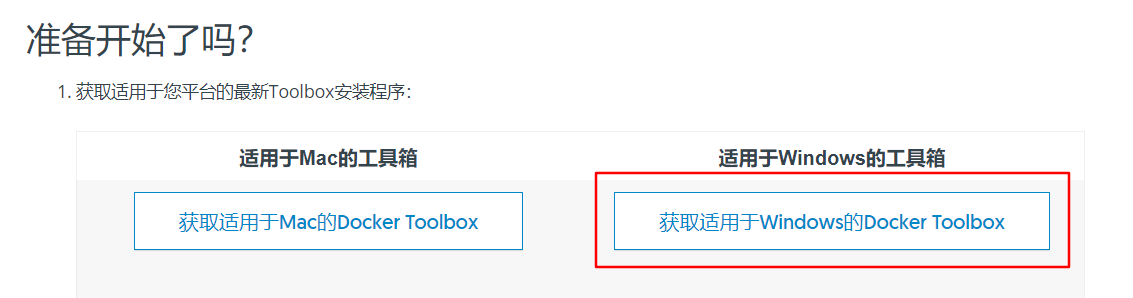 准备开始了吗？
1. 获取适用于您平台的最新Toolbox安装程序：
适用于Mac的工具箱
适用于Windows的工具箱
获取适用于Mac的Docker Toolbox
获取适用于Windows的Docker Toolbox